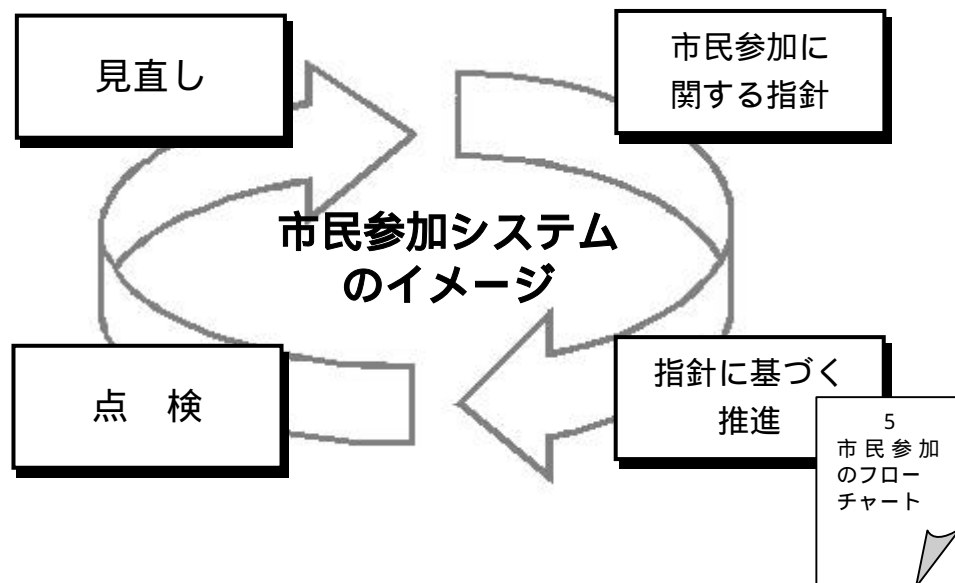 見直し
市民参加に
関する指針
市民参加システム
のイメージ
点　検
指針に基づく
推進
5
市民参加
のフロー
チャート